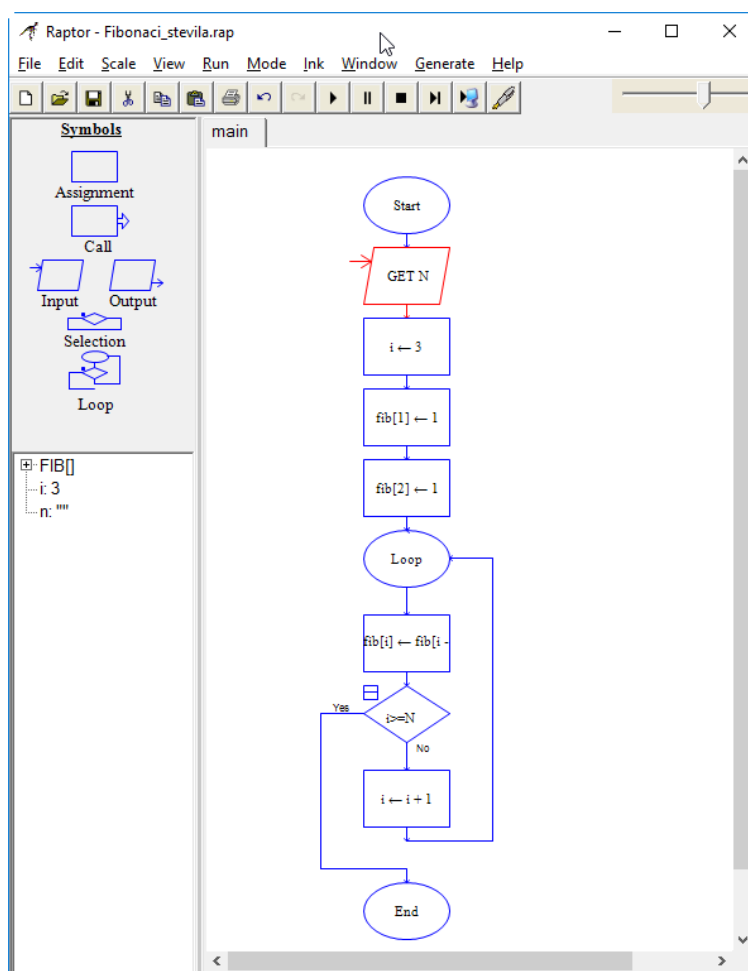 Raptor - Fibonaci_stevila.rap
File Edit Scale View Run Mode Ink Window Generate Help
Symbols
Assignment
Call
Input Output
Selection
Loop
FIB[]
i: 3
n: ""
main
Start
GET N
i ← 3
fib[1] ← 1
fib[2] ← 1
Loop
fib[i] ← fib[i -
Yes
i>=N
No
i ← i + 1
End